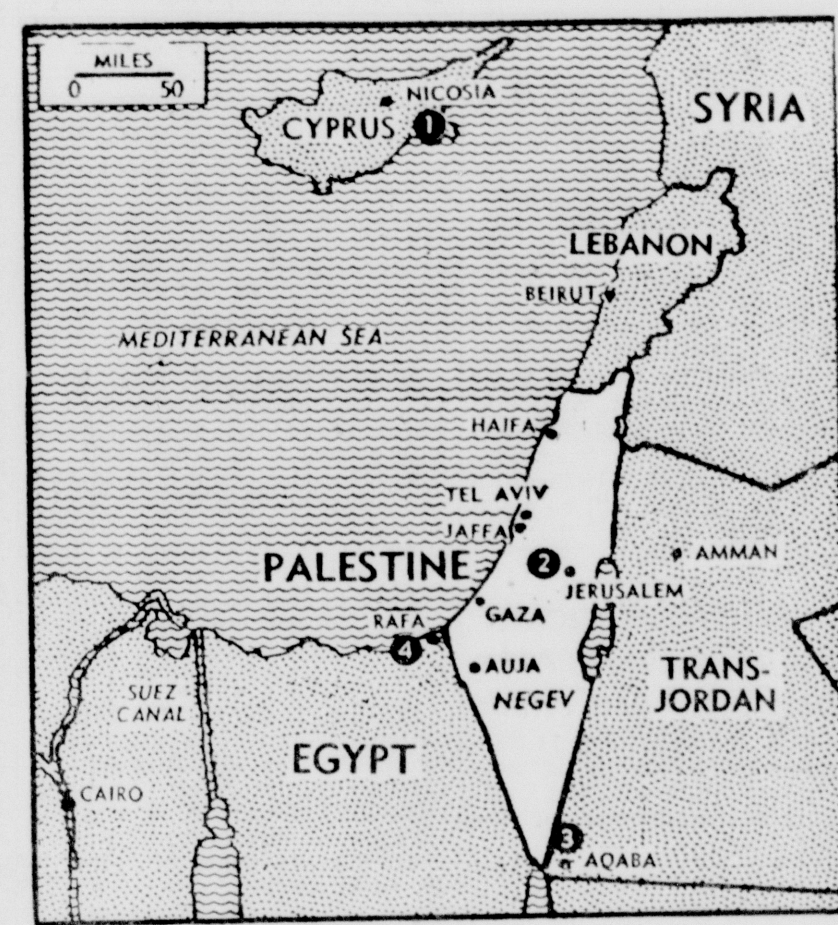 MILES
0 50
NICOSIA
CYPRUS 1
SYRIA
LEBANON
BEIRUT
MEDITERRANEAN SEA
HAIFA
TEL AVIV
JAFFA
PALESTINE
2
JERUSALEM
AMMAN
GAZA
RAFA
4
AUJA
NEGEV
TRANS-
JORDAN
SUEZ
CANAL
EGYPT
CAIRO
3
AQABA